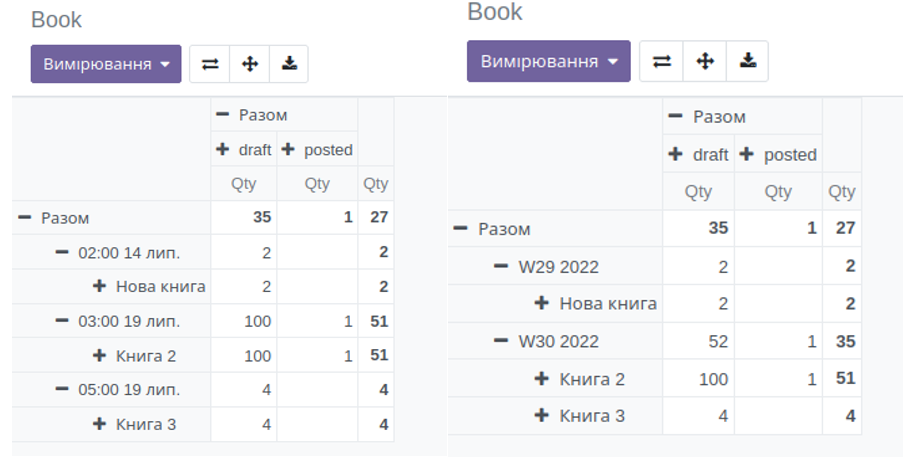 Book
Вимірювання
Разом
draft posted
Qty Qty Qty
Разом 35 1 27
02:00 14 лип. 2 2
Нова книга 2 2
03:00 19 лип. 100 1 51
Книга 2 100 1 51
05:00 19 лип. 4 4
Книга 3 4 4
Book
Вимірювання
Разом
draft posted
Qty Qty Qty
Разом 35 1 27
W29 2022 2 2
Нова книга 2 2
W30 2022 52 1 35
Книга 2 100 1 51
Книга 3 4 4